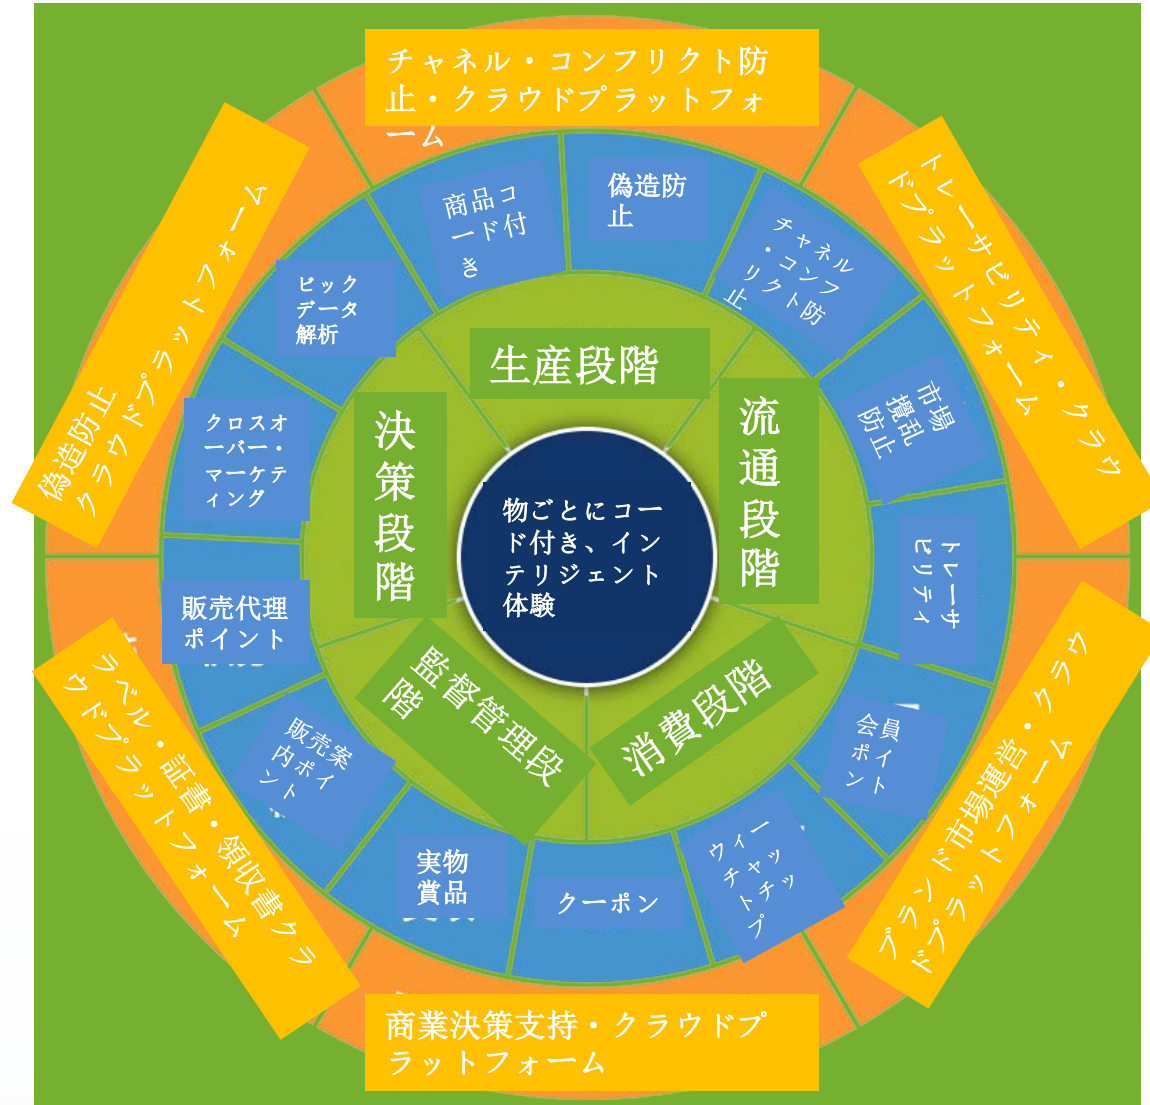 チャネル・コンフリクト防
止・クラウドプラットフォ
ーム
トレーサビリティ・クラウ
ドプラットフォーム
ブランド市場運営・クラウ
ドプラットフォーム
商業決策支持・クラウドプ
ラットフォーム
ラベル・証書・領収書クラ
ウドプラットフォーム
偽造防止
クラウドプラットフォーム
商品コ
ード付
き
偽造防
止
チャネル
・コンフ
リクト防
止
市場
攪乱
防止
トレーサ
ビリティ
会員
ポイ
ント
ウィー
チャッ
トチッ
プ
クーポン
実物
賞品
販売案
内ポイ
ント
販売代理
ポイント
クロスオ
ーバー・
マーケテ
ィング
ビック
データ
解析
生産段階
流
通
段
階
消費段階
監督管理段
階
決
策
段
階
物ごとにコー
ド付き、イン
テリジェント
体験